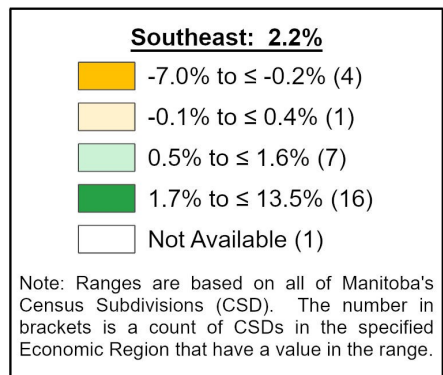 Southeast: 2.2%
-7.0% to ≤ -0.2% (4)
-0.1% to ≤ 0.4% (1)
0.5% to ≤ 1.6% (7)
1.7% to ≤ 13.5% (16)
Not Available (1)
Note: Ranges are based on all of Manitoba's
Census Subdivisions (CSD). The number in
brackets is a count of CSDs in the specified
Economic Region that have a value in the range.